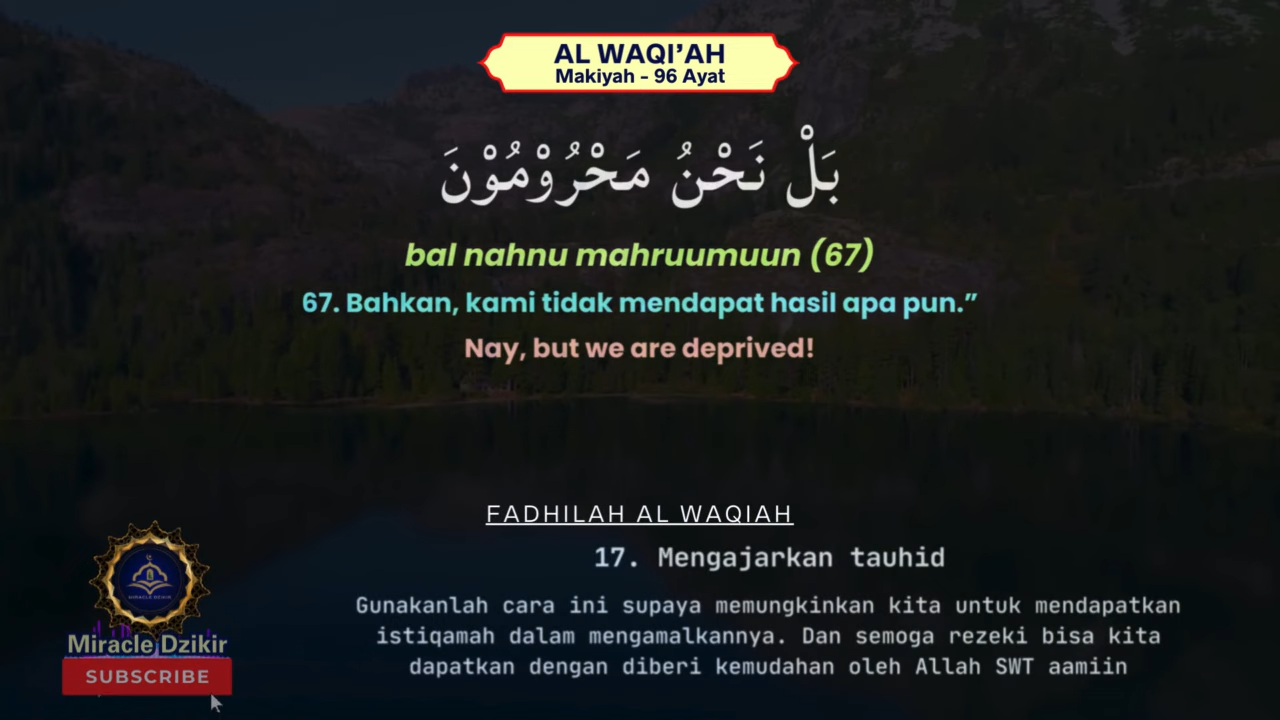 AL WAQI’AH
Makiyah - 96 Ayat
بَلْ نَحْنُ مَحْرُوْمُوْنَ
bal nahnu mahruumuun (67)
67. Bahkan, kami tidak mendapat hasil apa pun.”
Nay, but we are deprived!
FADHILAH AL WAQIAH
17. Mengajarkan tauhid
Gunakanlah cara ini supaya memungkinkan kita untuk mendapatkan
istiqamah dalam mengamalkannya. Dan semoga rezeki bisa kita
dapatkan dengan diberi kemudahan oleh Allah SWT aamiin
MIRACLE DZIKIR
Miracle Dzikir
SUBSCRIBE